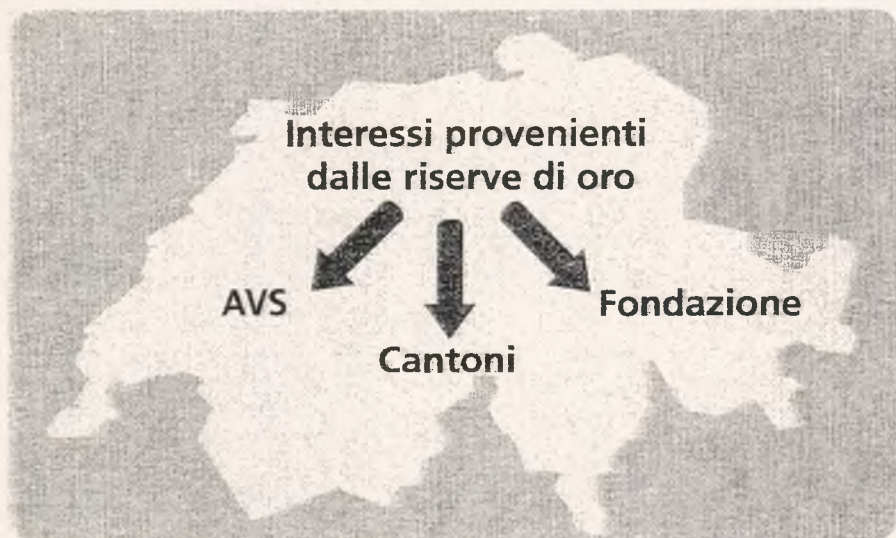 Interessi provenienti
dalle riserve di oro
AVS
Fondazione
Cantoni